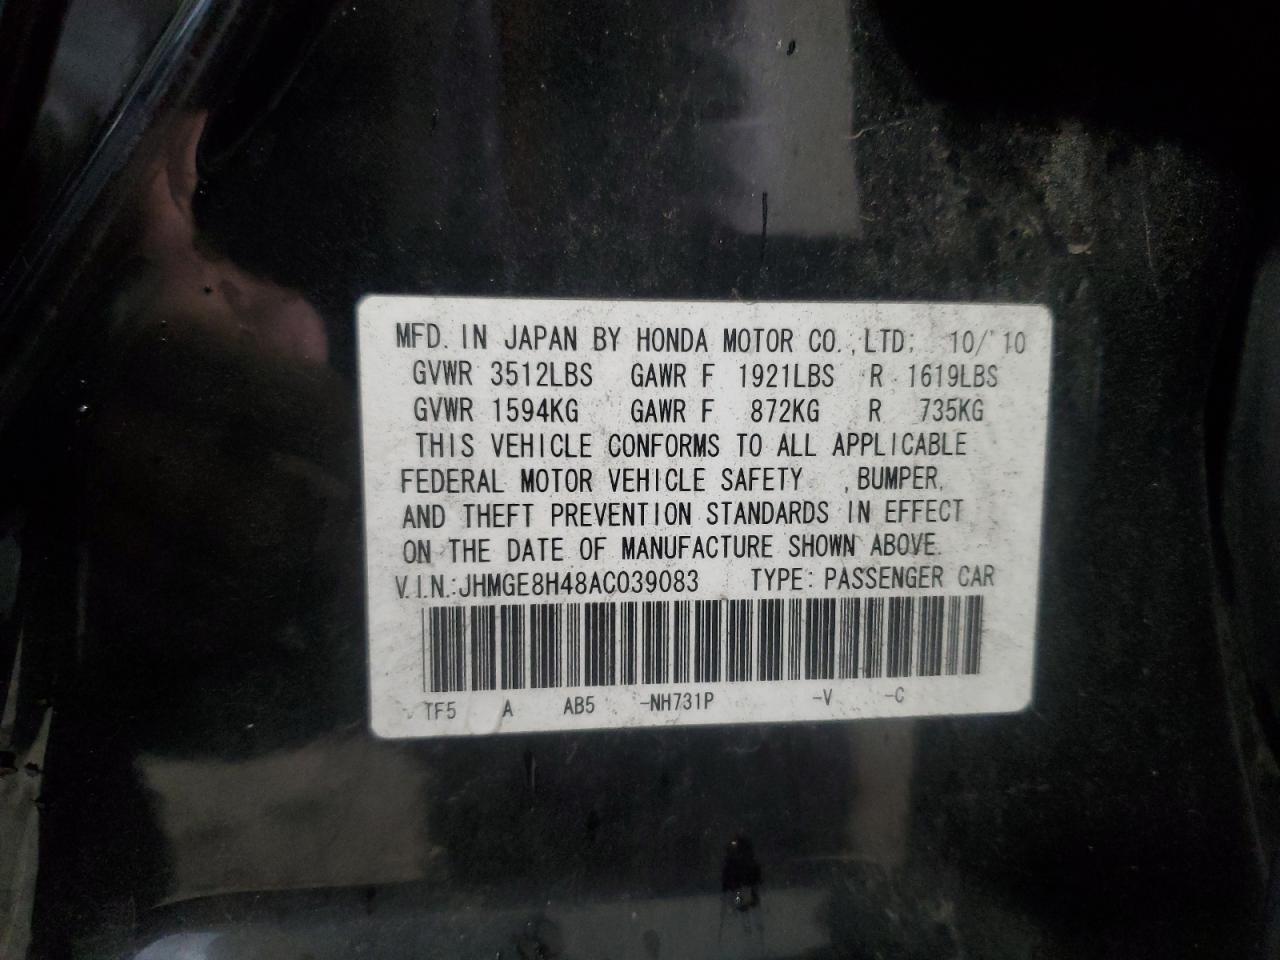 MFD. IN JAPAN BY HONDA MOTOR CO., LTD; 10/'10
GVWR 3512LBS GAWR F 1921LBS R 1619LBS
GVWR 1594KG GAWR F 872KG R 735KG
THIS VEHICLE CONFORMS TO ALL APPLICABLE
FEDERAL MOTOR VEHICLE SAFETY , BUMPER,
AND THEFT PREVENTION STANDARDS IN EFFECT
ON THE DATE OF MANUFACTURE SHOWN ABOVE.
V.I.N.:JHMGE8H48AC039083 TYPE: PASSENGER CAR
TF5 A AB5 -NH731P -V -C